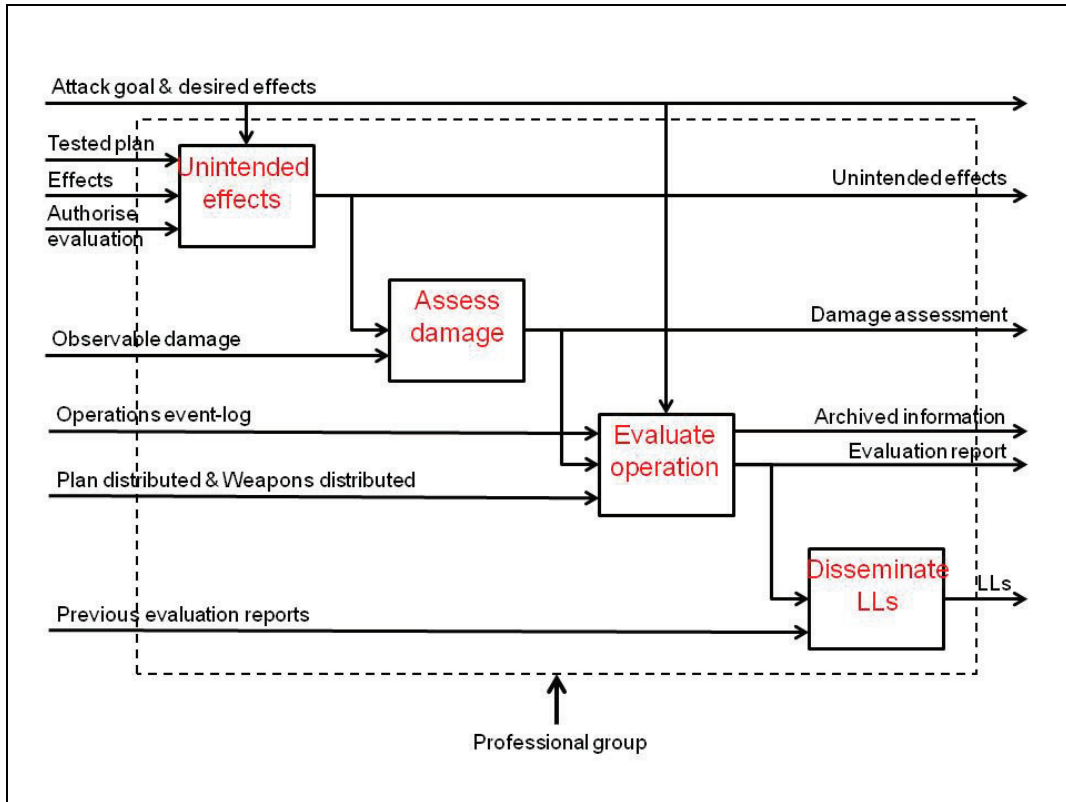 Attack goal & desired effects
Tested plan
Effects
Authorise
evaluation
Unintended
effects
Unintended effects
Assess
damage
Damage assessment
Observable damage
Operations event-log
Evaluate
operation
Archived information
Evaluation report
Plan distributed & Weapons distributed
Disseminate
LLs
LLs
Previous evaluation reports
Professional group